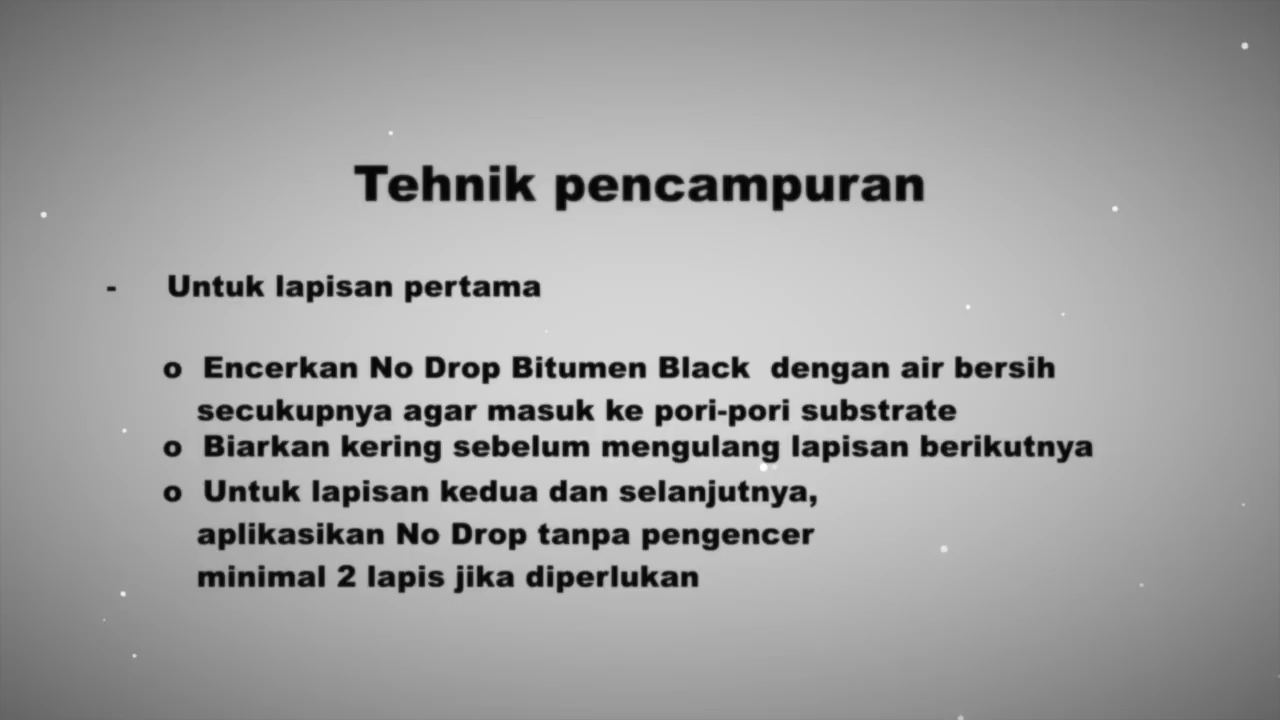 Tehnik pencampuran
- Untuk lapisan pertama
o Encerkan No Drop Bitumen Black dengan air bersih
secukupnya agar masuk ke pori-pori substrate
o Biarkan kering sebelum mengulang lapisan berikutnya
o Untuk lapisan kedua dan selanjutnya,
aplikasikan No Drop tanpa pengencer
minimal 2 lapis jika diperlukan